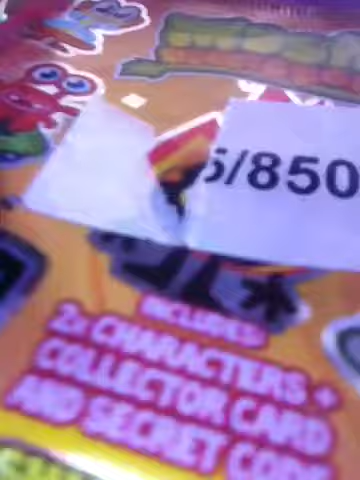 5/850
INCLUDES:
2x CHARACTERS +
COLLECTOR CARD
AND SECRET CODE